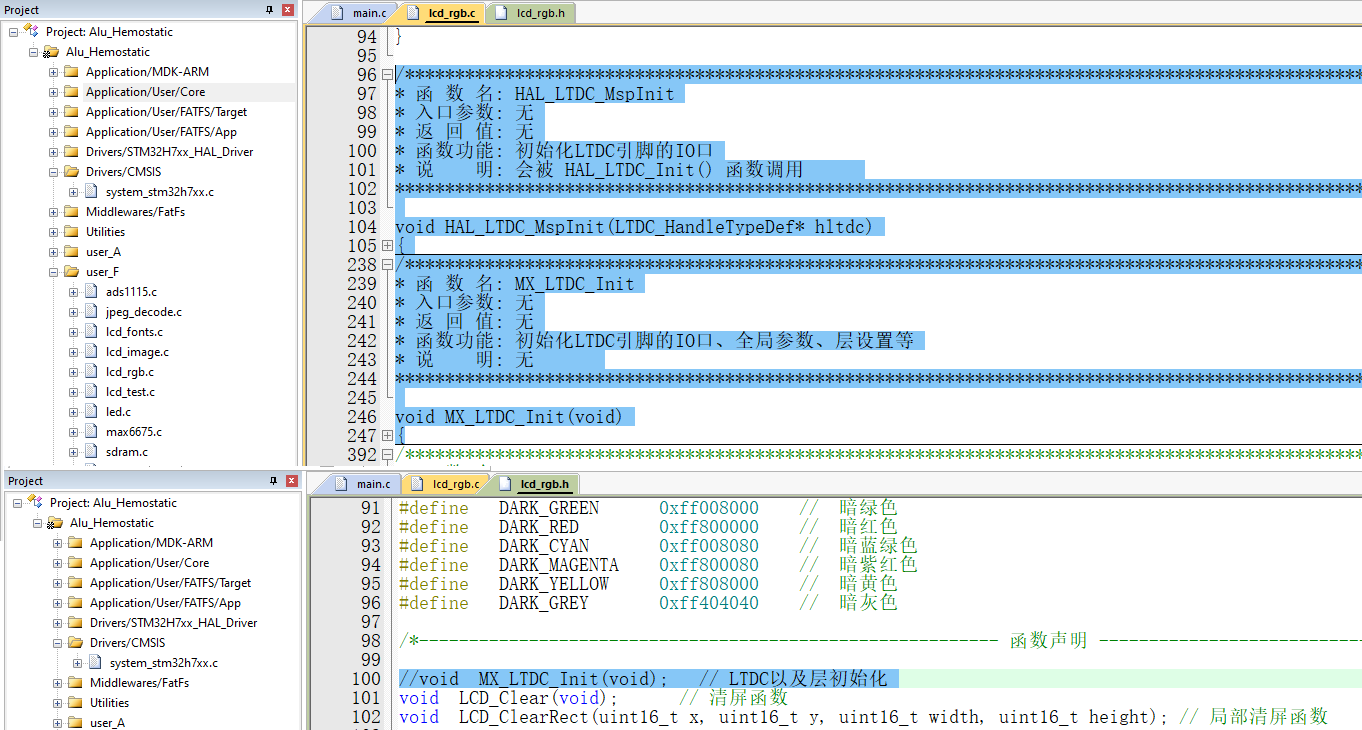 Project
Project: Alu_Hemostatic
Alu_Hemostatic
Application/MDK-ARM
Application/User/Core
Application/User/FATFS/Target
Application/User/FATFS/App
Drivers/STM32H7xx_HAL_Driver
Drivers/CMSIS
system_stm32h7xx.c
Middlewares/FatFs
Utilities
user_A
user_F
ads1115.c
jpeg_decode.c
lcd_fonts.c
lcd_image.c
lcd_rgb.c
lcd_test.c
led.c
max6675.c
sdram.c
main.c lcd_rgb.c lcd_rgb.h
94 }
95
96 /************************************************************************************************
97 * 函 数 名: HAL_LTDC_MspInit
98 * 入口参数: 无
99 * 返 回 值: 无
100 * 函数功能: 初始化LTDC引脚的IO口
101 * 说    明: 会被 HAL_LTDC_Init() 函数调用
102 *************************************************************************************************
103
104 void HAL_LTDC_MspInit(LTDC_HandleTypeDef* hltdc)
105 {
238 /************************************************************************************************
239 * 函 数 名: MX_LTDC_Init
240 * 入口参数: 无
241 * 返 回 值: 无
242 * 函数功能: 初始化LTDC引脚的IO口、全局参数、层设置等
243 * 说    明: 无
244 *************************************************************************************************
245
246 void MX_LTDC_Init(void)
247 {
392 /************************************************************************************************
Project
Project: Alu_Hemostatic
Alu_Hemostatic
Application/MDK-ARM
Application/User/Core
Application/User/FATFS/Target
Application/User/FATFS/App
Drivers/STM32H7xx_HAL_Driver
Drivers/CMSIS
system_stm32h7xx.c
Middlewares/FatFs
Utilities
user_A
main.c lcd_rgb.c lcd_rgb.h
91 #define   DARK_GREEN      0xff008000    //  暗绿色
92 #define   DARK_RED        0xff800000    //  暗红色
93 #define   DARK_CYAN       0xff008080    //  暗蓝绿色
94 #define   DARK_MAGENTA    0xff800080    //  暗紫红色
95 #define   DARK_YELLOW     0xff808000    //  暗黄色
96 #define   DARK_GREY       0xff404040    //  暗灰色
97
98 /*---------------------------------------------------------- 函数声明 --------------------------
99
100 //void  MX_LTDC_Init(void);   // LTDC以及层初始化
101 void  LCD_Clear(void);      // 清屏函数
102 void  LCD_ClearRect(uint16_t x, uint16_t y, uint16_t width, uint16_t height); // 局部清屏函数